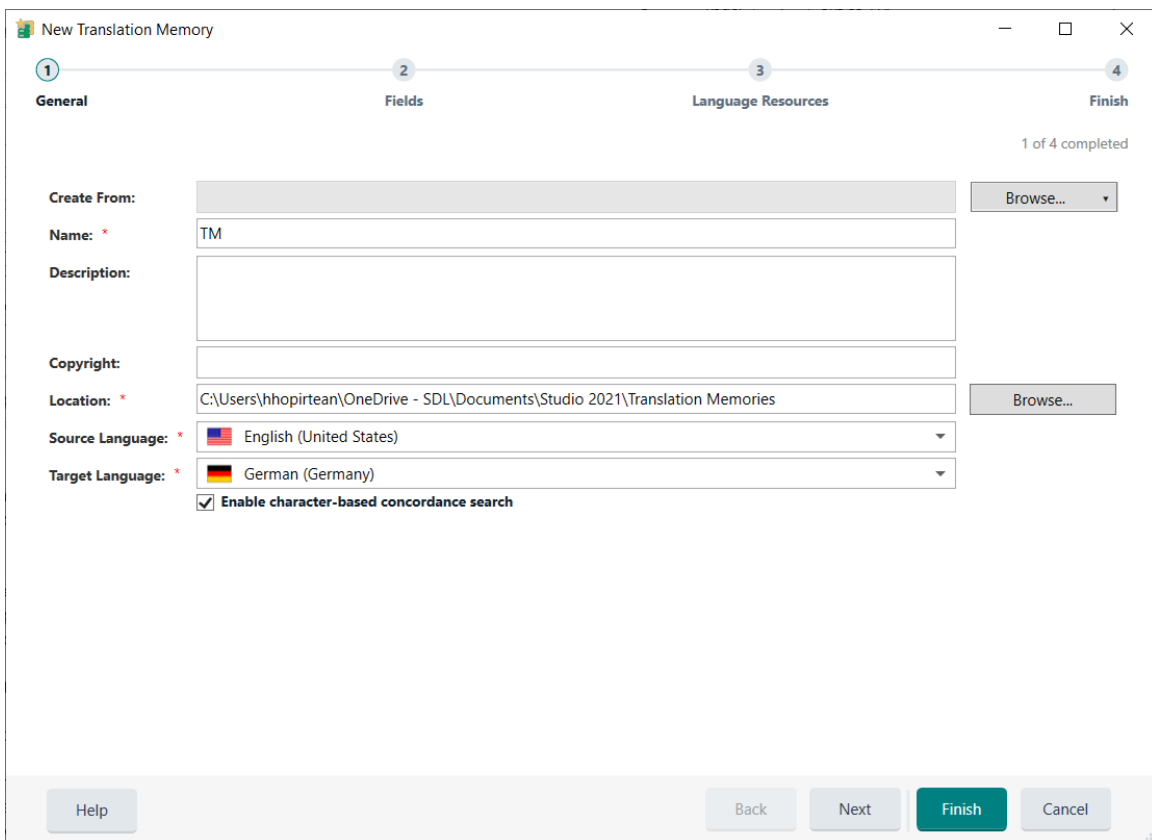 New Translation Memory
1 2 3 4
General Fields Language Resources Finish
1 of 4 completed
Create From: Browse...
Name: * TM
Description:
Copyright:
Location: * C:\Users\hhopirtean\OneDrive - SDL\Documents\Studio 2021\Translation Memories Browse...
Source Language: * English (United States)
Target Language: * German (Germany)
Enable character-based concordance search
Help Back Next Finish Cancel